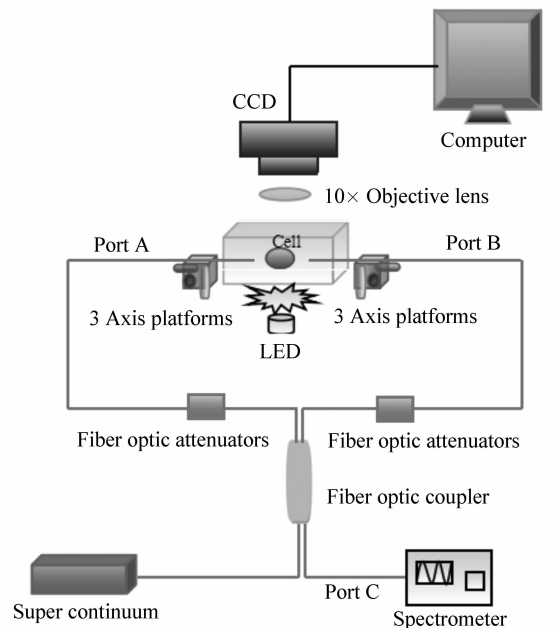 CCD
Computer
10× Objective lens
Port A
Cell
Port B
3 Axis platforms
3 Axis platforms
LED
Fiber optic attenuators
Fiber optic attenuators
Fiber optic coupler
Port C
Super continuum
Spectrometer